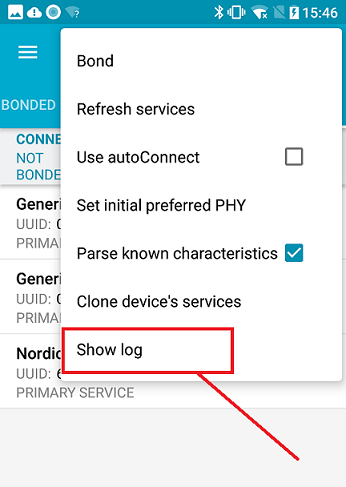 15:46
Bond
BONDED
Refresh services
CONNE
NOT
BONDE
Use autoConnect
Set initial preferred PHY
Generi
UUID: 0
PRIMAR
Parse known characteristics
Generi
UUID: 0
PRIMAR
Clone device's services
Show log
Nordic
UUID: 6
PRIMARY SERVICE